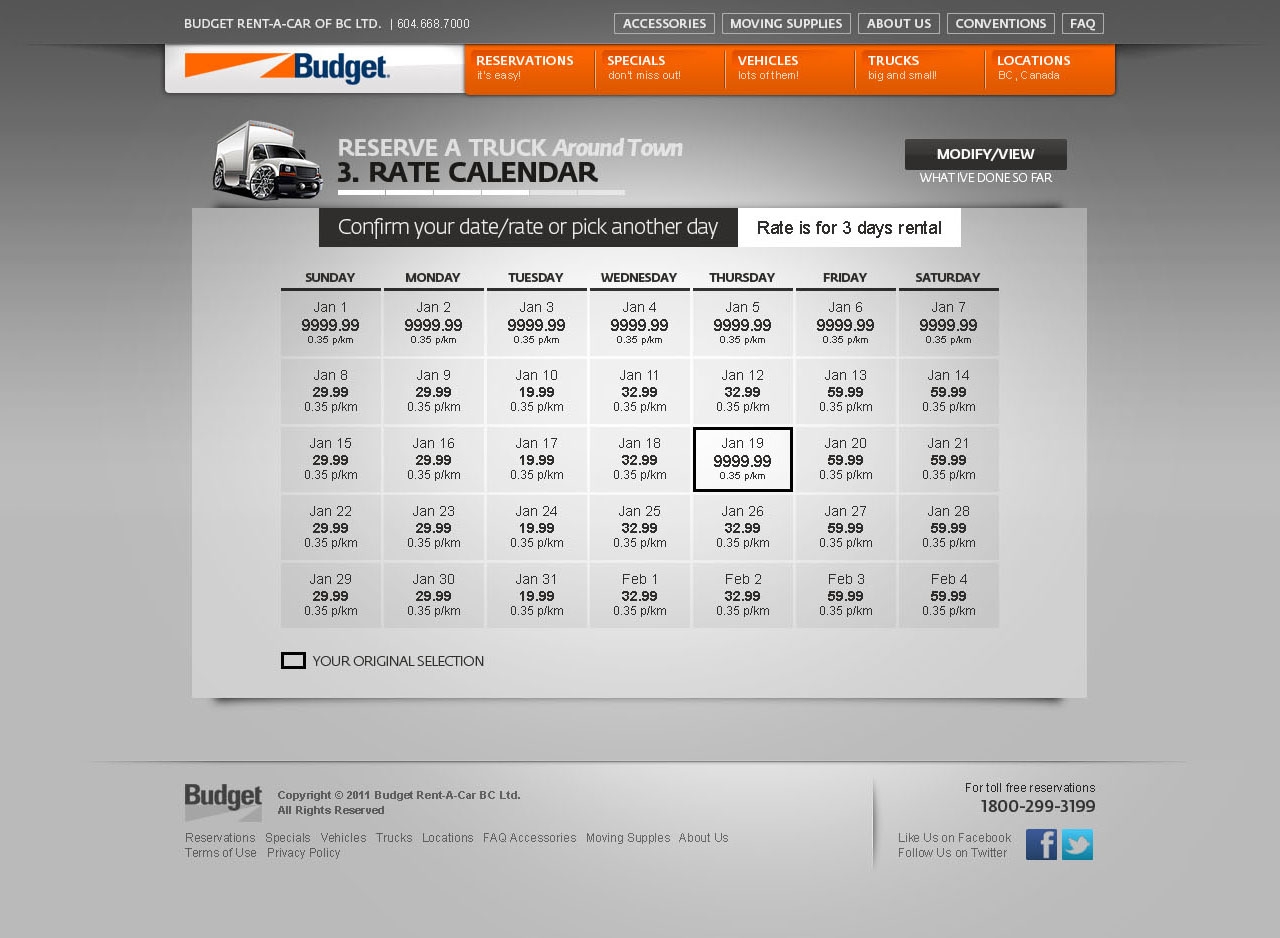 BUDGET RENT-A-CAR OF BC LTD. | 604.668.7000 ACCESSORIES MOVING SUPPLIES ABOUT US CONVENTIONS FAQ
Budget RESERVATIONS SPECIALS VEHICLES TRUCKS LOCATIONS
it's easy! don't miss out! lots of them! big and small! BC , Canada
RESERVE A TRUCK Around Town
3. RATE CALENDAR
MODIFY/VIEW
WHAT IVE DONE SO FAR
Confirm your date/rate or pick another day Rate is for 3 days rental
SUNDAY MONDAY TUESDAY WEDNESDAY THURSDAY FRIDAY SATURDAY
Jan 1 Jan 2 Jan 3 Jan 4 Jan 5 Jan 6 Jan 7
9999.99 9999.99 9999.99 9999.99 9999.99 9999.99 9999.99
0.35 p/km 0.35 p/km 0.35 p/km 0.35 p/km 0.35 p/km 0.35 p/km 0.35 p/km
Jan 8 Jan 9 Jan 10 Jan 11 Jan 12 Jan 13 Jan 14
29.99 29.99 19.99 32.99 32.99 59.99 59.99
0.35 p/km 0.35 p/km 0.35 p/km 0.35 p/km 0.35 p/km 0.35 p/km 0.35 p/km
Jan 15 Jan 16 Jan 17 Jan 18 Jan 19 Jan 20 Jan 21
29.99 29.99 19.99 32.99 9999.99 59.99 59.99
0.35 p/km 0.35 p/km 0.35 p/km 0.35 p/km 0.35 p/km 0.35 p/km 0.35 p/km
Jan 22 Jan 23 Jan 24 Jan 25 Jan 26 Jan 27 Jan 28
29.99 29.99 19.99 32.99 32.99 59.99 59.99
0.35 p/km 0.35 p/km 0.35 p/km 0.35 p/km 0.35 p/km 0.35 p/km 0.35 p/km
Jan 29 Jan 30 Jan 31 Feb 1 Feb 2 Feb 3 Feb 4
29.99 29.99 19.99 32.99 32.99 59.99 59.99
0.35 p/km 0.35 p/km 0.35 p/km 0.35 p/km 0.35 p/km 0.35 p/km 0.35 p/km
YOUR ORIGINAL SELECTION
Budget
Copyright © 2011 Budget Rent-A-Car BC Ltd.
All Rights Reserved
Reservations Specials Vehicles Trucks Locations FAQ Accessories Moving Supples About Us
Terms of Use Privacy Policy
For toll free reservations
1800-299-3199
Like Us on Facebook
Follow Us on Twitter